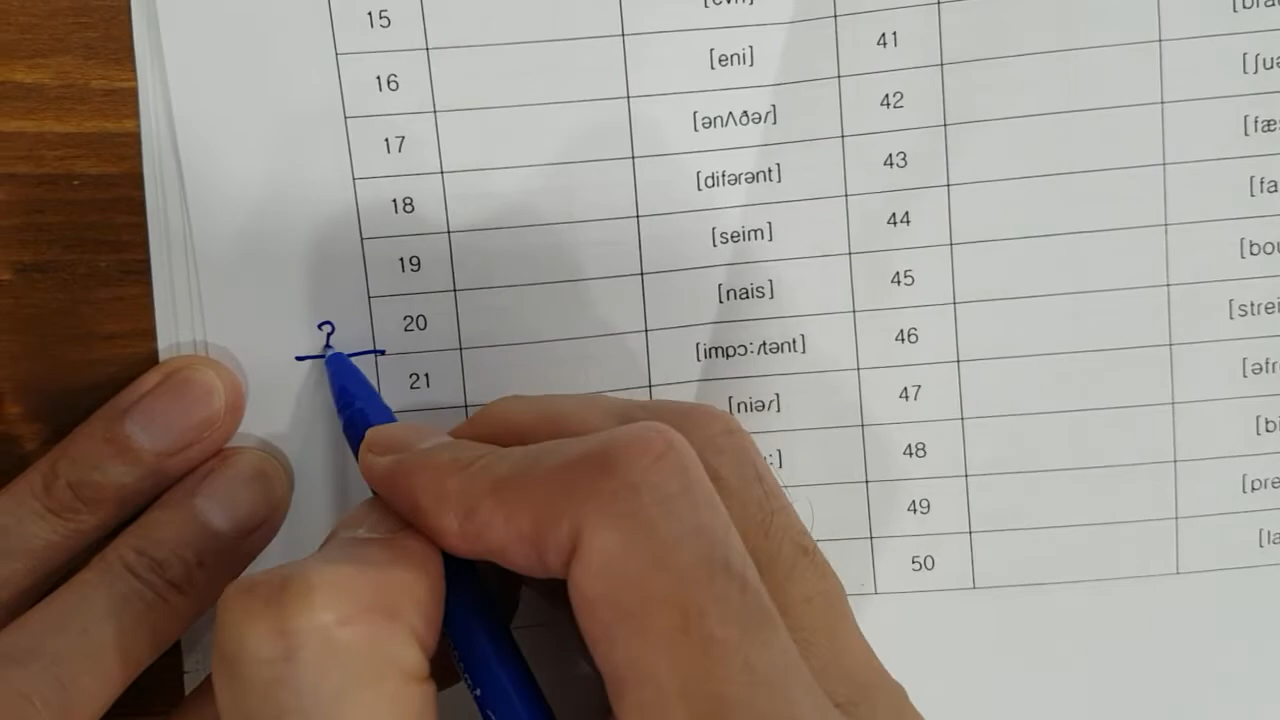 15
16 [eni] 41
17 [ənʌðər] 42
18 [difərənt] 43
19 [seim] 44
20 [nais] 45
?
21 [impɔːrtənt] 46
[niər] 47
48
49
50